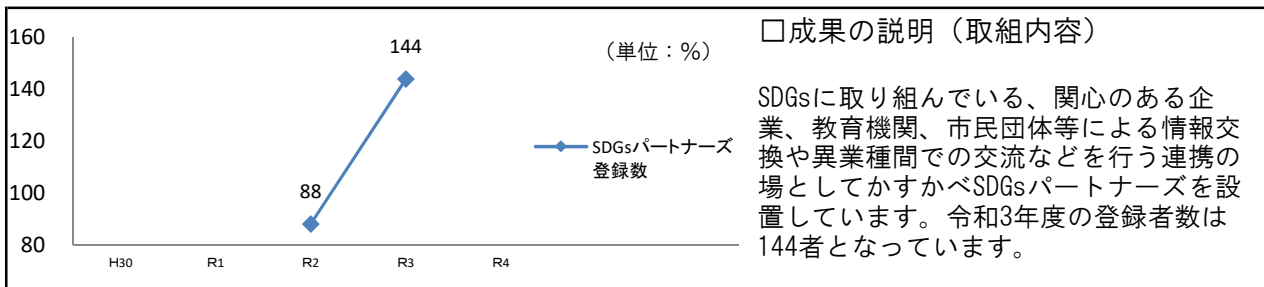 160
140
120
100
80
144
88
（単位：%）
SDGsパートナーズ
登録数
H30
R1
R2
R3
R4
□成果の説明（取組内容）
SDGsに取り組んでいる、関心のある企
業、教育機関、市民団体等による情報交
換や異業種間での交流などを行う連携の
場としてかすかべSDGsパートナーズを設
置しています。令和3年度の登録者数は
144者となっています。